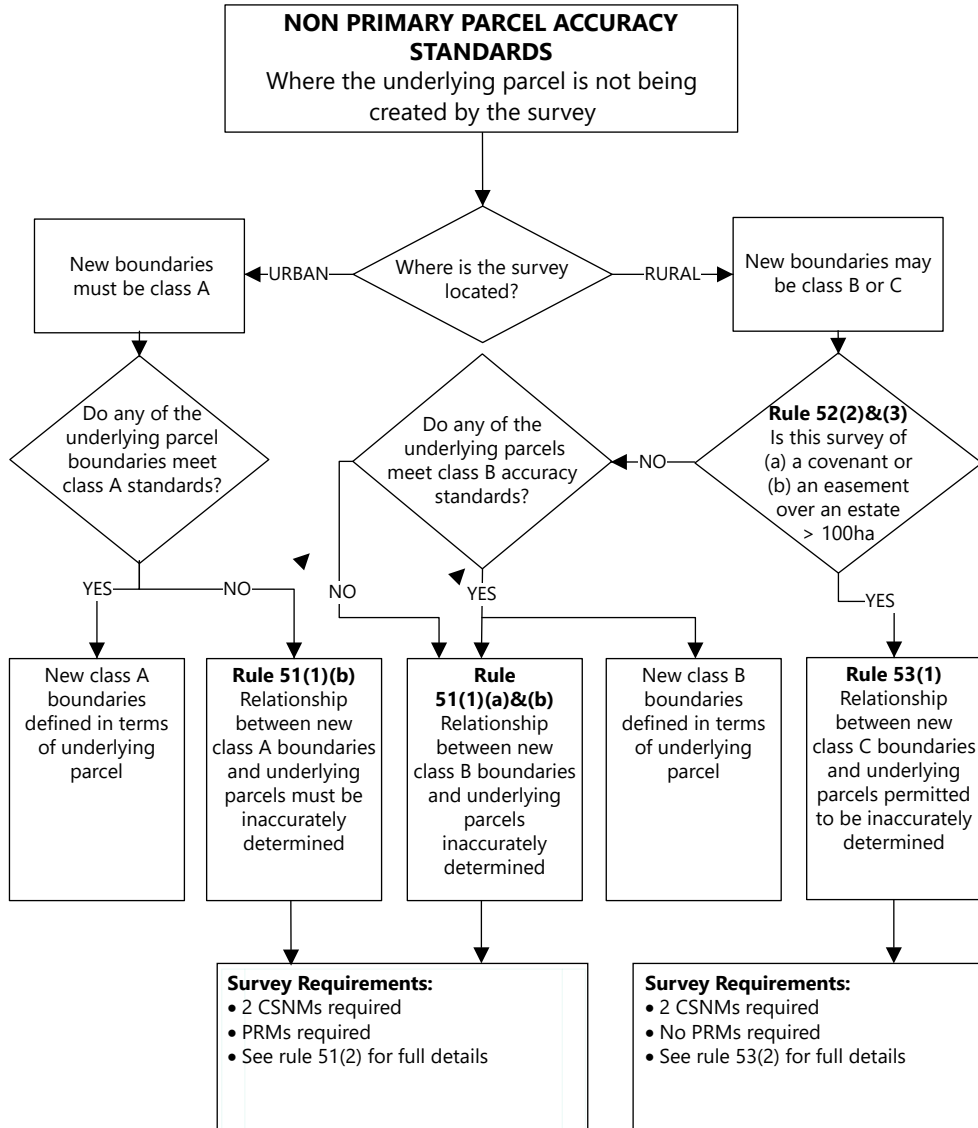 NON PRIMARY PARCEL ACCURACY
STANDARDS
Where the underlying parcel is not being
created by the survey
New boundaries
must be class A
URBAN
Where is the survey
located?
RURAL
New boundaries may
be class B or C
Do any of the
underlying parcel
boundaries meet
class A standards?
Do any of the
underlying parcels
meet class B accuracy
standards?
NO
Rule 52(2)&(3)
Is this survey of
(a) a covenant or
(b) an easement
over an estate
> 100ha
YES
NO
NO
YES
YES
New class A
boundaries
defined in terms
of underlying
parcel
Rule 51(1)(b)
Relationship
between new
class A boundaries
and underlying
parcels must be
inaccurately
determined
Rule
51(1)(a)&(b)
Relationship
between new
class B boundaries
and underlying
parcels
inaccurately
determined
New class B
boundaries
defined in terms
of underlying
parcel
Rule 53(1)
Relationship
between new
class C boundaries
and underlying
parcels permitted
to be inaccurately
determined
Survey Requirements:
• 2 CSNMs required
• PRMs required
• See rule 51(2) for full details
Survey Requirements:
• 2 CSNMs required
• No PRMs required
• See rule 53(2) for full details